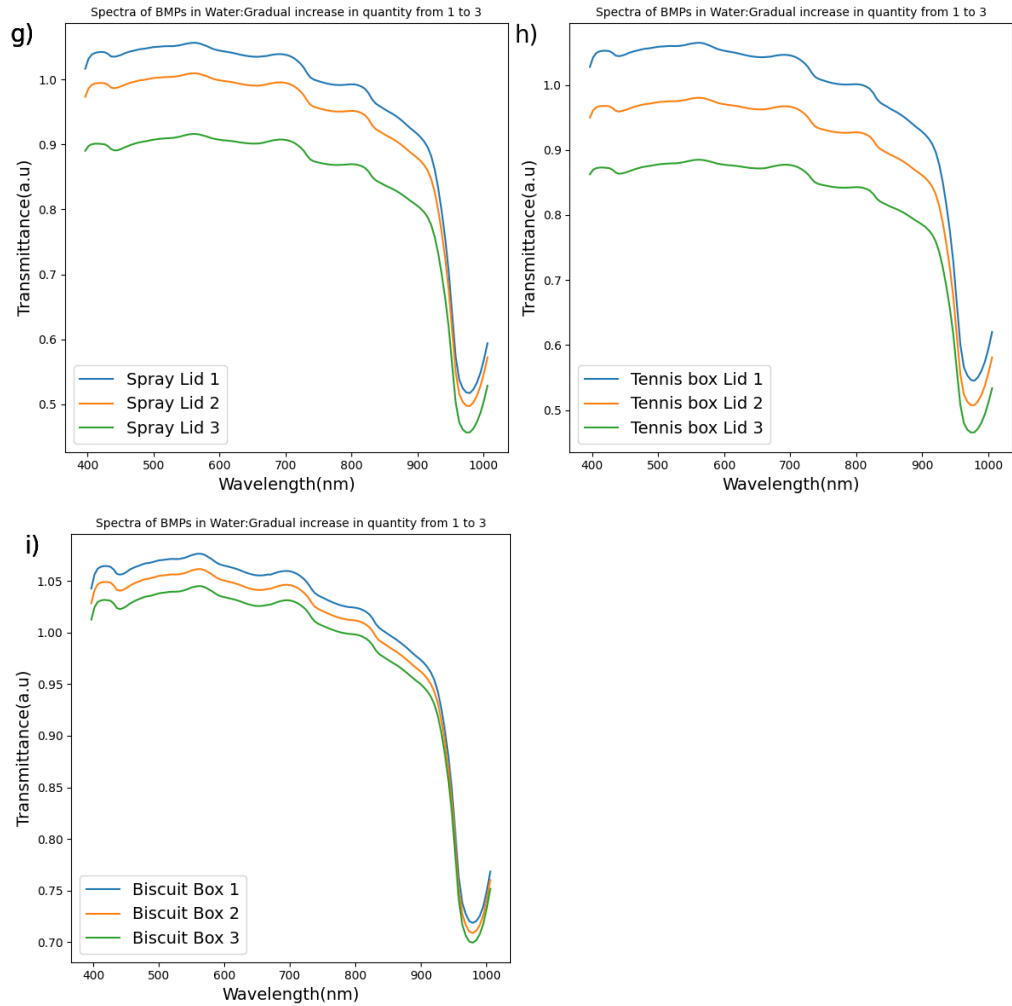 Spectra of BMPs in Water:Gradual increase in quantity from 1 to 3
g)
1.0
0.9
0.8
0.7
0.6
0.5
Transmittance(a.u)
Spray Lid 1
Spray Lid 2
Spray Lid 3
400 500 600 700 800 900 1000
Wavelength(nm)
Spectra of BMPs in Water:Gradual increase in quantity from 1 to 3
h)
1.0
0.9
0.8
0.7
0.6
0.5
Transmittance(a.u)
Tennis box Lid 1
Tennis box Lid 2
Tennis box Lid 3
400 500 600 700 800 900 1000
Wavelength(nm)
Spectra of BMPs in Water:Gradual increase in quantity from 1 to 3
i)
1.05
1.00
0.95
0.90
0.85
0.80
0.75
0.70
Transmittance(a.u)
Biscuit Box 1
Biscuit Box 2
Biscuit Box 3
400 500 600 700 800 900 1000
Wavelength(nm)